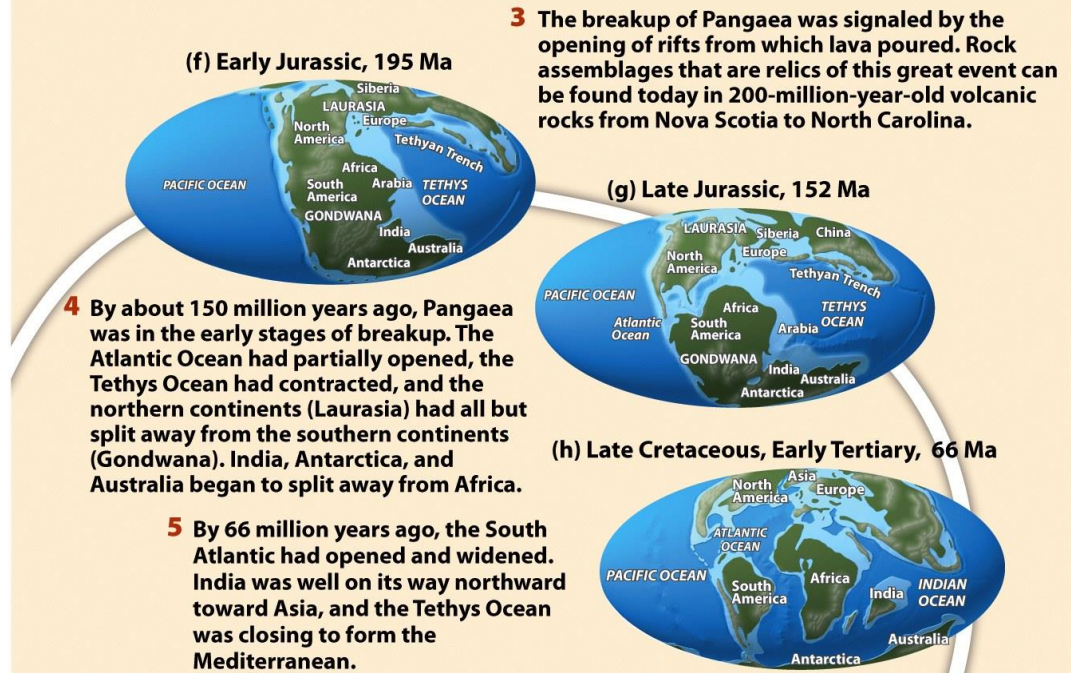 3 The breakup of Pangaea was signaled by the
opening of rifts from which lava poured. Rock
assemblages that are relics of this great event can
be found today in 200-million-year-old volcanic
rocks from Nova Scotia to North Carolina.
(f) Early Jurassic, 195 Ma
Siberia
LAURASIA
Europe
North
America
Tethyan Trench
Africa
PACIFIC OCEAN
South
America
Arabia
TETHYS
OCEAN
GONDWANA
India
Australia
Antarctica
(g) Late Jurassic, 152 Ma
LAURASIA
Siberia
China
Europe
North
America
Tethyan Trench
PACIFIC OCEAN
Africa
TETHYS
OCEAN
Atlantic
Ocean
South
America
Arabia
GONDWANA
India
Australia
Antarctica
4 By about 150 million years ago, Pangaea
was in the early stages of breakup. The
Atlantic Ocean had partially opened, the
Tethys Ocean had contracted, and the
northern continents (Laurasia) had all but
split away from the southern continents
(Gondwana). India, Antarctica, and
Australia began to split away from Africa.
(h) Late Cretaceous, Early Tertiary, 66 Ma
Asia
North
America
Europe
ATLANTIC
OCEAN
PACIFIC OCEAN
South
America
Africa
India
INDIAN
OCEAN
Australia
Antarctica
5 By 66 million years ago, the South
Atlantic had opened and widened.
India was well on its way northward
toward Asia, and the Tethys Ocean
was closing to form the
Mediterranean.